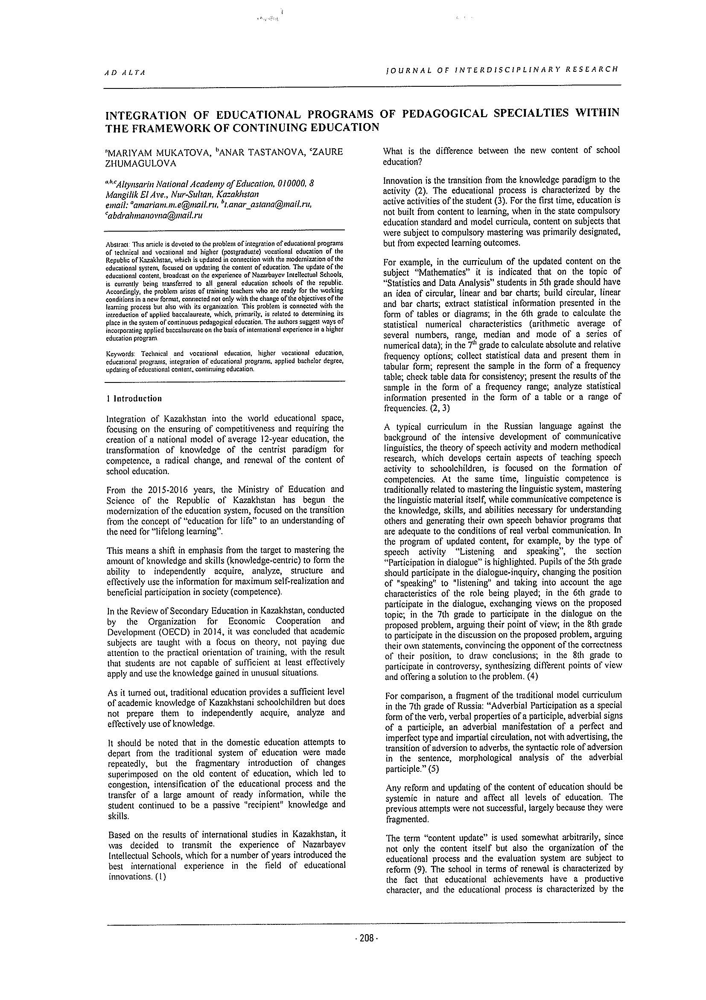 AD ALTA
JOURNAL OF INTERDISCIPLINARY RESEARCH
INTEGRATION OF EDUCATIONAL PROGRAMS OF PEDAGOGICAL SPECIALTIES WITHIN
THE FRAMEWORK OF CONTINUING EDUCATION
ᵃMARIYAM MUKATOVA, ᵇANAR TASTANOVA, ᶜZAURE
ZHUMAGULOVA
ᵃ,ᵇ,ᶜAltynsarin National Academy of Education, 010000, 8
Mangilik El Ave., Nur-Sultan, Kazakhstan
email: ᵃamariam.m.e@mail.ru, ᵇt.anar_astana@mail.ru,
ᶜabdrahmanovna@mail.ru
Abstract: This article is devoted to the problem of integration of educational programs
of technical and vocational and higher (postgraduate) vocational education of the
Republic of Kazakhstan, which is updated in connection with the modernization of the
educational system, focused on updating the content of education. The update of the
educational content, broadcast on the experience of Nazarbayev Intellectual Schools,
is currently being transferred to all general education schools of the republic.
Accordingly, the problem arises of training teachers who are ready for the working
conditions in a new format, connected not only with the change of the objectives of the
learning process but also with its organization. This problem is connected with the
introduction of applied baccalaureate, which, primarily, is related to determining its
place in the system of continuous pedagogical education. The authors suggest ways of
incorporating applied baccalaureate on the basis of international experience in a higher
education program.
Keywords: Technical and vocational education, higher vocational education,
educational programs, integration of educational programs, applied bachelor degree,
updating of educational content, continuing education.
1 Introduction
Integration of Kazakhstan into the world educational space,
focusing on the ensuring of competitiveness and requiring the
creation of a national model of average 12-year education, the
transformation of knowledge of the centrist paradigm for
competence, a radical change, and renewal of the content of
school education.
From the 2015-2016 years, the Ministry of Education and
Science of the Republic of Kazakhstan has begun the
modernization of the education system, focused on the transition
from the concept of “education for life” to an understanding of
the need for “lifelong learning”.
This means a shift in emphasis from the target to mastering the
amount of knowledge and skills (knowledge-centric) to form the
ability to independently acquire, analyze, structure and
effectively use the information for maximum self-realization and
beneficial participation in society (competence).
In the Review of Secondary Education in Kazakhstan, conducted
by the Organization for Economic Cooperation and
Development (OECD) in 2014, it was concluded that academic
subjects are taught with a focus on theory, not paying due
attention to the practical orientation of training, with the result
that students are not capable of sufficient at least effectively
apply and use the knowledge gained in unusual situations.
As it turned out, traditional education provides a sufficient level
of academic knowledge of Kazakhstani schoolchildren but does
not prepare them to independently acquire, analyze and
effectively use of knowledge.
It should be noted that in the domestic education attempts to
depart from the traditional system of education were made
repeatedly, but the fragmentary introduction of changes
superimposed on the old content of education, which led to
congestion, intensification of the educational process and the
transfer of a large amount of ready information, while the
student continued to be a passive "recipient" knowledge and
skills.
Based on the results of international studies in Kazakhstan, it
was decided to transmit the experience of Nazarbayev
Intellectual Schools, which for a number of years introduced the
best international experience in the field of educational
innovations. (1)
What is the difference between the new content of school
education?
Innovation is the transition from the knowledge paradigm to the
activity (2). The educational process is characterized by the
active activities of the student (3). For the first time, education is
not built from content to learning, when in the state compulsory
education standard and model curricula, content on subjects that
were subject to compulsory mastering was primarily designated,
but from expected learning outcomes.
For example, in the curriculum of the updated content on the
subject “Mathematics” it is indicated that on the topic of
“Statistics and Data Analysis” students in 5th grade should have
an idea of circular, linear and bar charts; build circular, linear
and bar charts; extract statistical information presented in the
form of tables or diagrams; in the 6th grade to calculate the
statistical numerical characteristics (arithmetic average of
several numbers, range, median and mode of a series of
numerical data); in the 7ᵗʰ grade to calculate absolute and relative
frequency options; collect statistical data and present them in
tabular form; represent the sample in the form of a frequency
table; check table data for consistency; present the results of the
sample in the form of a frequency range; analyze statistical
information presented in the form of a table or a range of
frequencies. (2, 3)
A typical curriculum in the Russian language against the
background of the intensive development of communicative
linguistics, the theory of speech activity and modern methodical
research, which develops certain aspects of teaching speech
activity to schoolchildren, is focused on the formation of
competencies. At the same time, linguistic competence is
traditionally related to mastering the linguistic system, mastering
the linguistic material itself, while communicative competence is
the knowledge, skills, and abilities necessary for understanding
others and generating their own speech behavior programs that
are adequate to the conditions of real verbal communication. In
the program of updated content, for example, by the type of
speech activity “Listening and speaking”, the section
“Participation in dialogue” is highlighted. Pupils of the 5th grade
should participate in the dialogue-inquiry, changing the position
of "speaking" to "listening" and taking into account the age
characteristics of the role being played; in the 6th grade to
participate in the dialogue, exchanging views on the proposed
topic; in the 7th grade to participate in the dialogue on the
proposed problem, arguing their point of view; in the 8th grade
to participate in the discussion on the proposed problem, arguing
their own statements, convincing the opponent of the correctness
of their position, to draw conclusions; in the 8th grade to
participate in controversy, synthesizing different points of view
and offering a solution to the problem. (4)
For comparison, a fragment of the traditional model curriculum
in the 7th grade of Russia: “Adverbial Participation as a special
form of the verb, verbal properties of a participle, adverbial signs
of a participle, an adverbial manifestation of a perfect and
imperfect type and impartial circulation, not with advertising, the
transition of adversion to adverbs, the syntactic role of adversion
in the sentence, morphological analysis of the adverbial
participle.” (5)
Any reform and updating of the content of education should be
systemic in nature and affect all levels of education. The
previous attempts were not successful, largely because they were
fragmented.
The term “content update” is used somewhat arbitrarily, since
not only the content itself but also the organization of the
educational process and the evaluation system are subject to
reform (9). The school in terms of renewal is characterized by
the fact that educational achievements have a productive
character, and the educational process is characterized by the
- 208 -